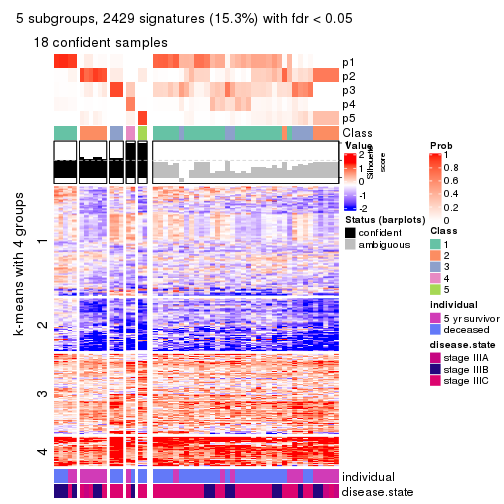 5 subgroups, 2429 signatures (15.3%) with fdr < 0.05
18 confident samples
p1
p2
p3
p4
p5
Class
Silhouette
score
k-means with 4 groups
1
2
3
4
individual
disease.state
Value
2
1
0
-1
-2
Status (barplots)
confident
ambiguous
Prob
1
0.8
0.6
0.4
0.2
0
Class
1
2
3
4
5
individual
5 yr survivor
deceased
disease.state
stage IIIA
stage IIIB
stage IIIC